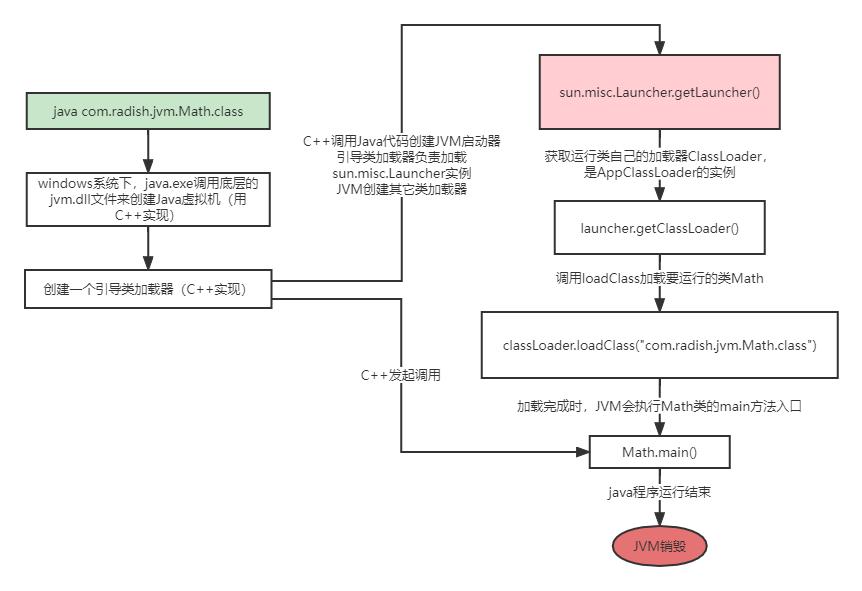 java com.radish.jvm.Math.class
windows系统下，java.exe调用底层的
jvm.dll文件来创建Java虚拟机（用
C++实现）
创建一个引导类加载器（C++实现）
C++调用Java代码创建JVM启动器
引导类加载器负责加载
sun.misc.Launcher实例
JVM创建其它类加载器
C++发起调用
sun.misc.Launcher.getLauncher()
获取运行类自己的加载器ClassLoader，
是AppClassLoader的实例
launcher.getClassLoader()
调用loadClass加载要运行的类Math
classLoader.loadClass("com.radish.jvm.Math.class")
加载完成时，JVM会执行Math类的main方法入口
Math.main()
java程序运行结束
JVM销毁